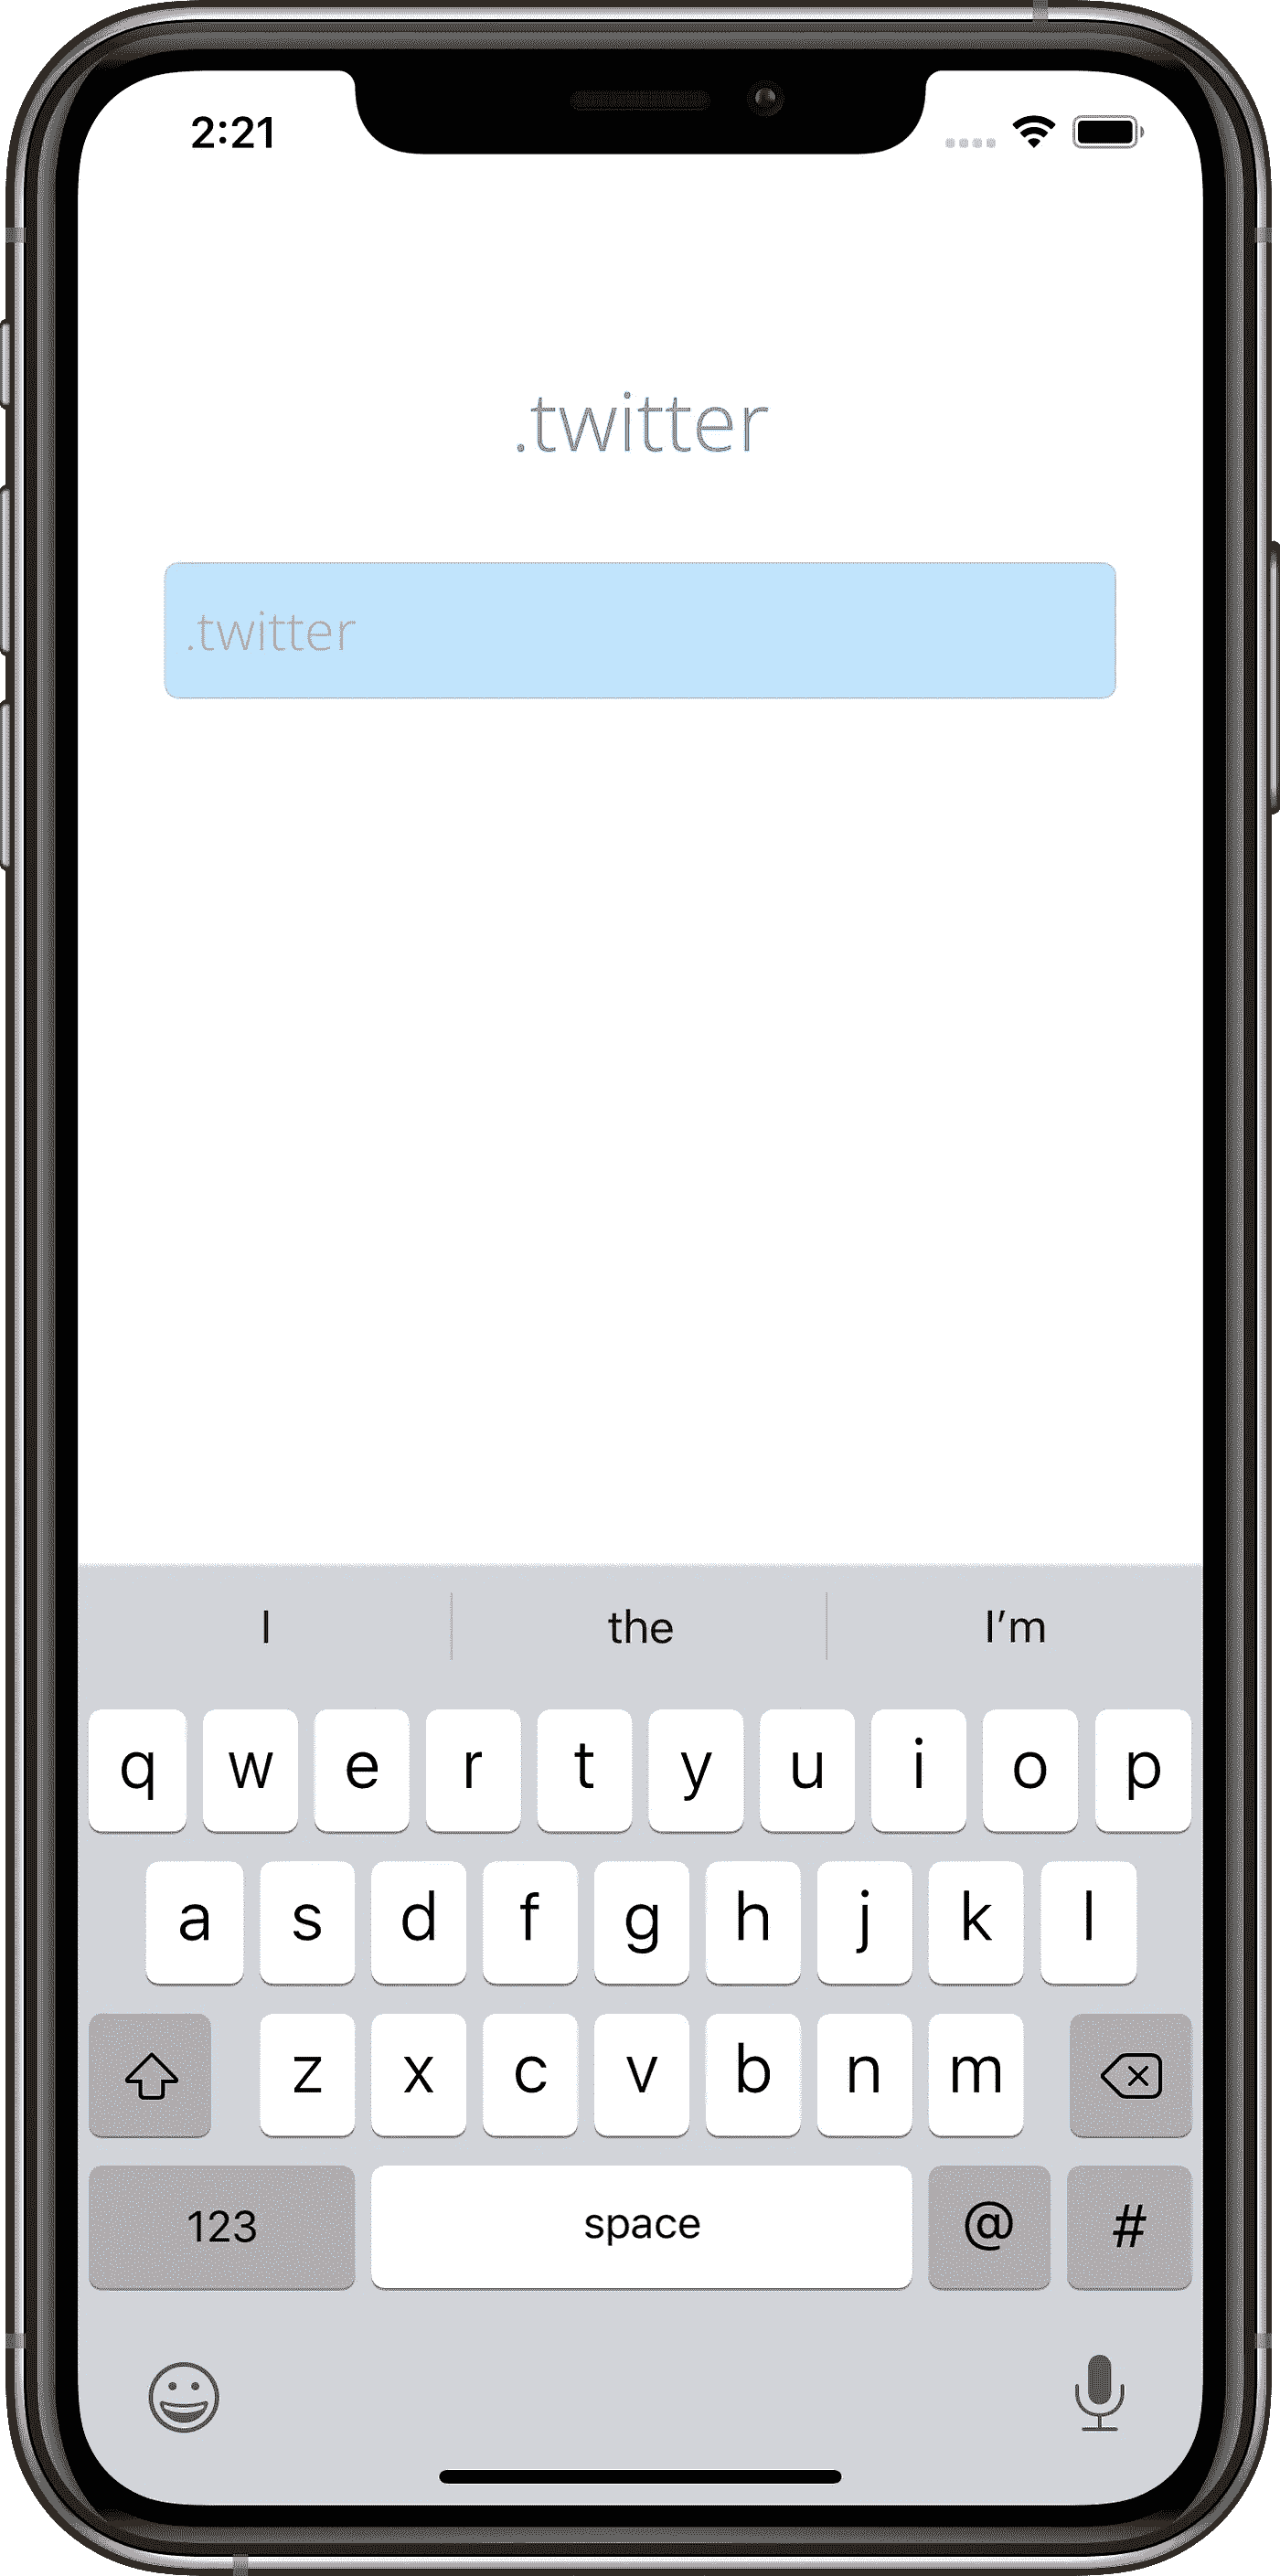 2:21
.twitter
.twitter
I the I’m
q w e r t y u i o p
a s d f g h j k l
z x c v b n m
123 space @ #